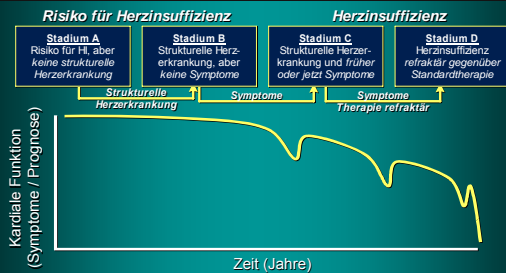 Risiko für Herzinsuffizienz
Herzinsuffizienz
Stadium A
Risiko für HI, aber
keine strukturelle
Herzerkrankung
Stadium B
Strukturelle Herz-
erkrankung, aber
keine Symptome
Stadium C
Strukturelle Herzer-
krankung und früher
oder jetzt Symptome
Stadium D
Herzinsuffizienz
refraktär gegenüber
Standardtherapie
Strukturelle
Herzerkrankung
Symptome
Symptome
Therapie refraktär
Kardiale Funktion
(Symptome / Prognose)
Zeit (Jahre)